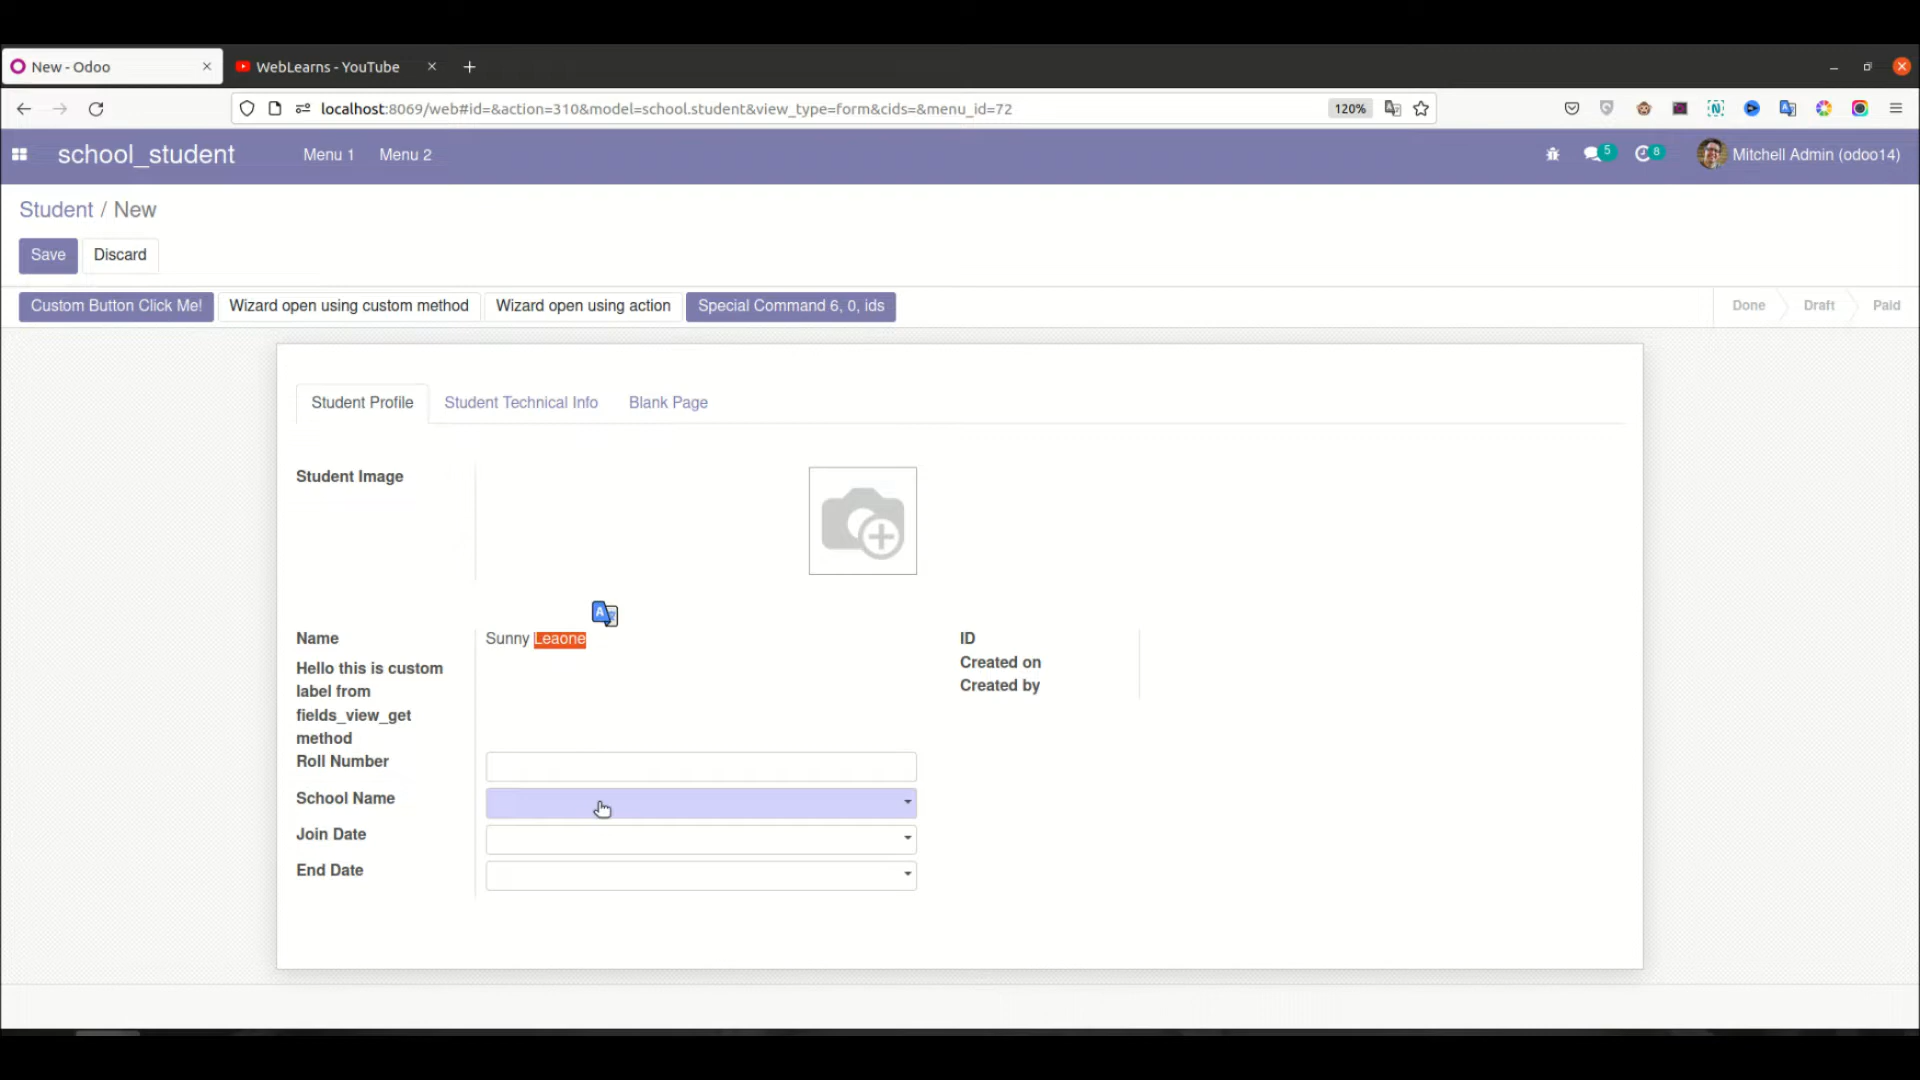 New - Odoo
WebLearns - YouTube
localhost:8069/web#id=&action=310&model=school.student&view_type=form&cids=&menu_id=72
120%
school_student
Menu 1
Menu 2
5
8
Mitchell Admin (odoo14)
Student / New
Save
Discard
Custom Button Click Me!
Wizard open using custom method
Wizard open using action
Special Command 6, 0, ids
Done
Draft
Paid
Student Profile
Student Technical Info
Blank Page
Student Image
Name
Sunny Leaone
ID
Hello this is custom
label from
fields_view_get
method
Created on
Created by
Roll Number
School Name
Join Date
End Date